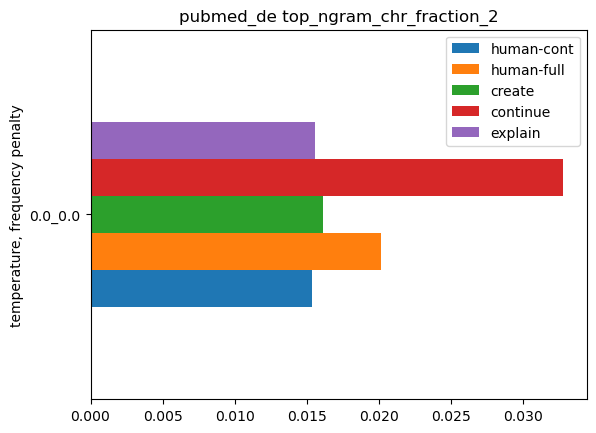 pubmed_de top_ngram_chr_fraction_2
human-cont
human-full
create
continue
explain
temperature, frequency penalty
0.0_0.0
0.000 0.005 0.010 0.015 0.020 0.025 0.030